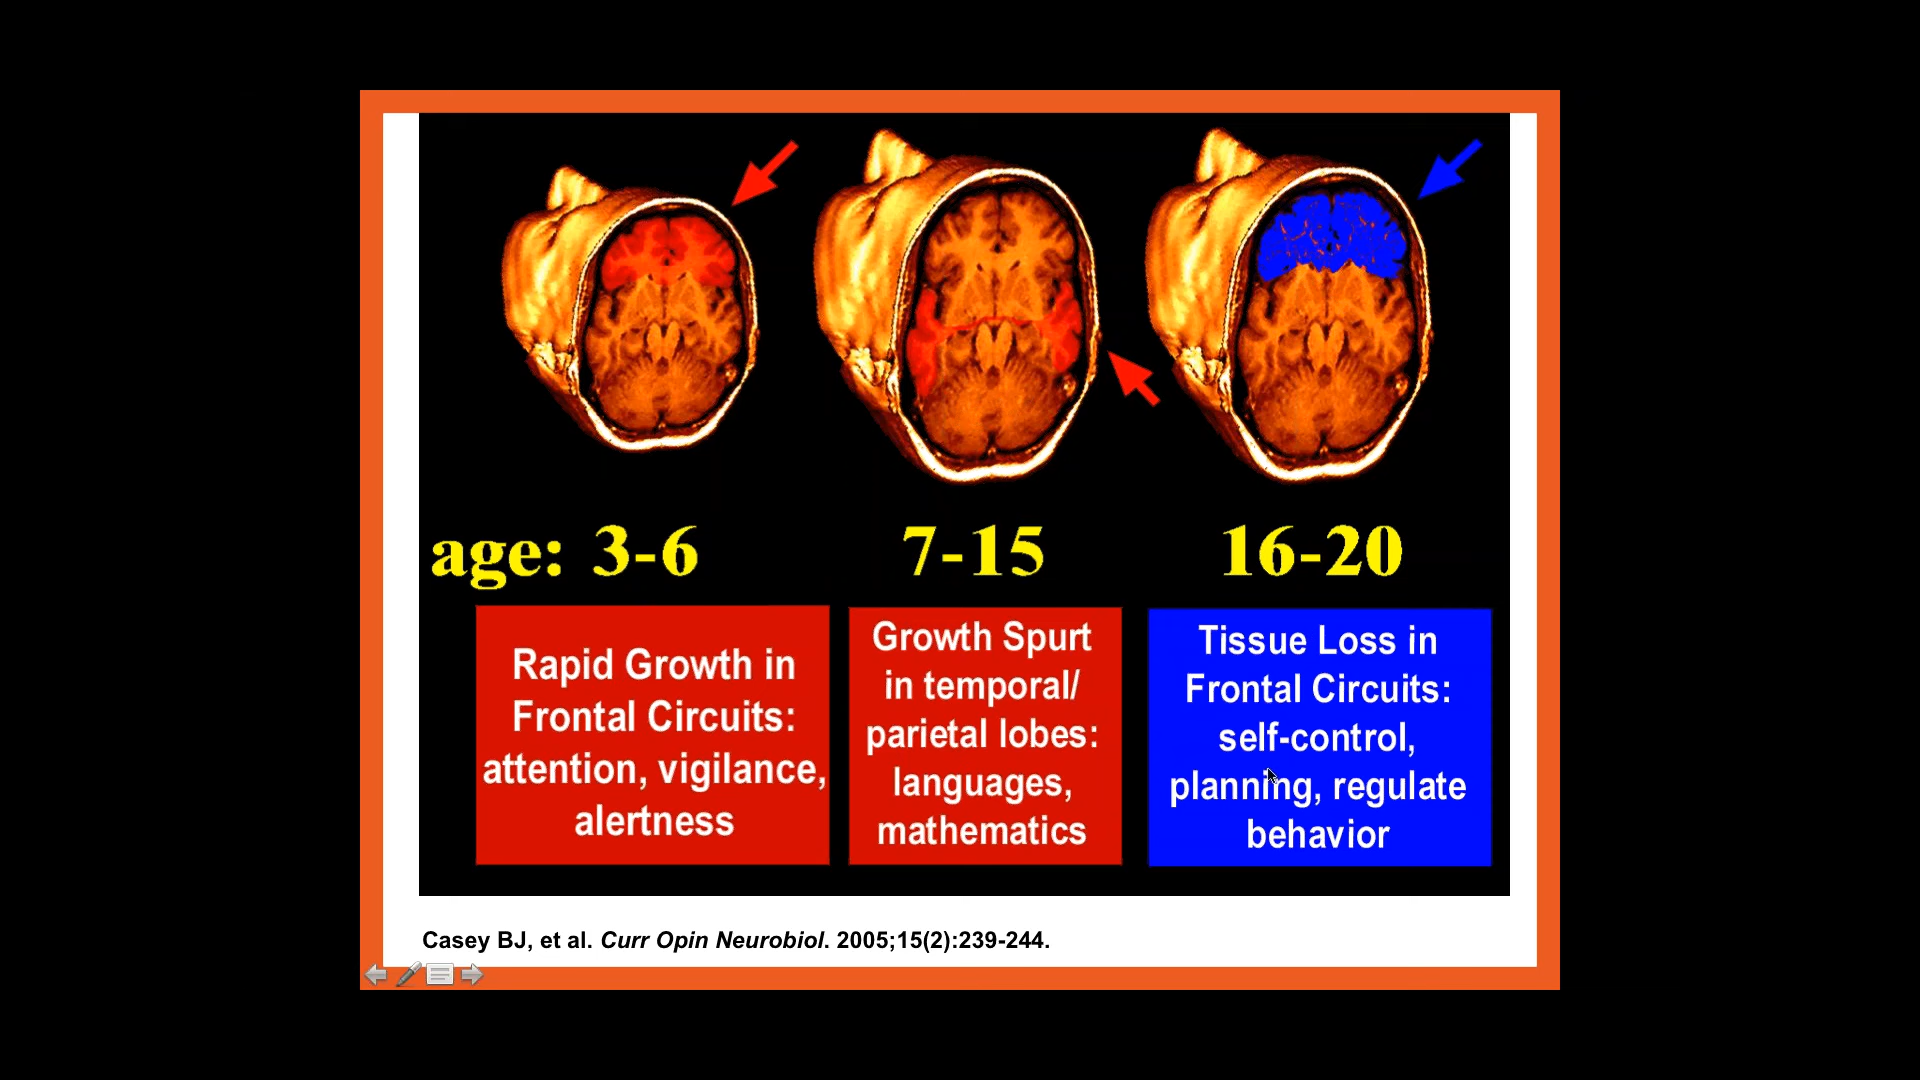 age: 3-6
7-15
16-20
Rapid Growth in
Frontal Circuits:
attention, vigilance,
alertness
Growth Spurt
in temporal/
parietal lobes:
languages,
mathematics
Tissue Loss in
Frontal Circuits:
self-control,
planning, regulate
behavior
Casey BJ, et al. Curr Opin Neurobiol. 2005;15(2):239-244.